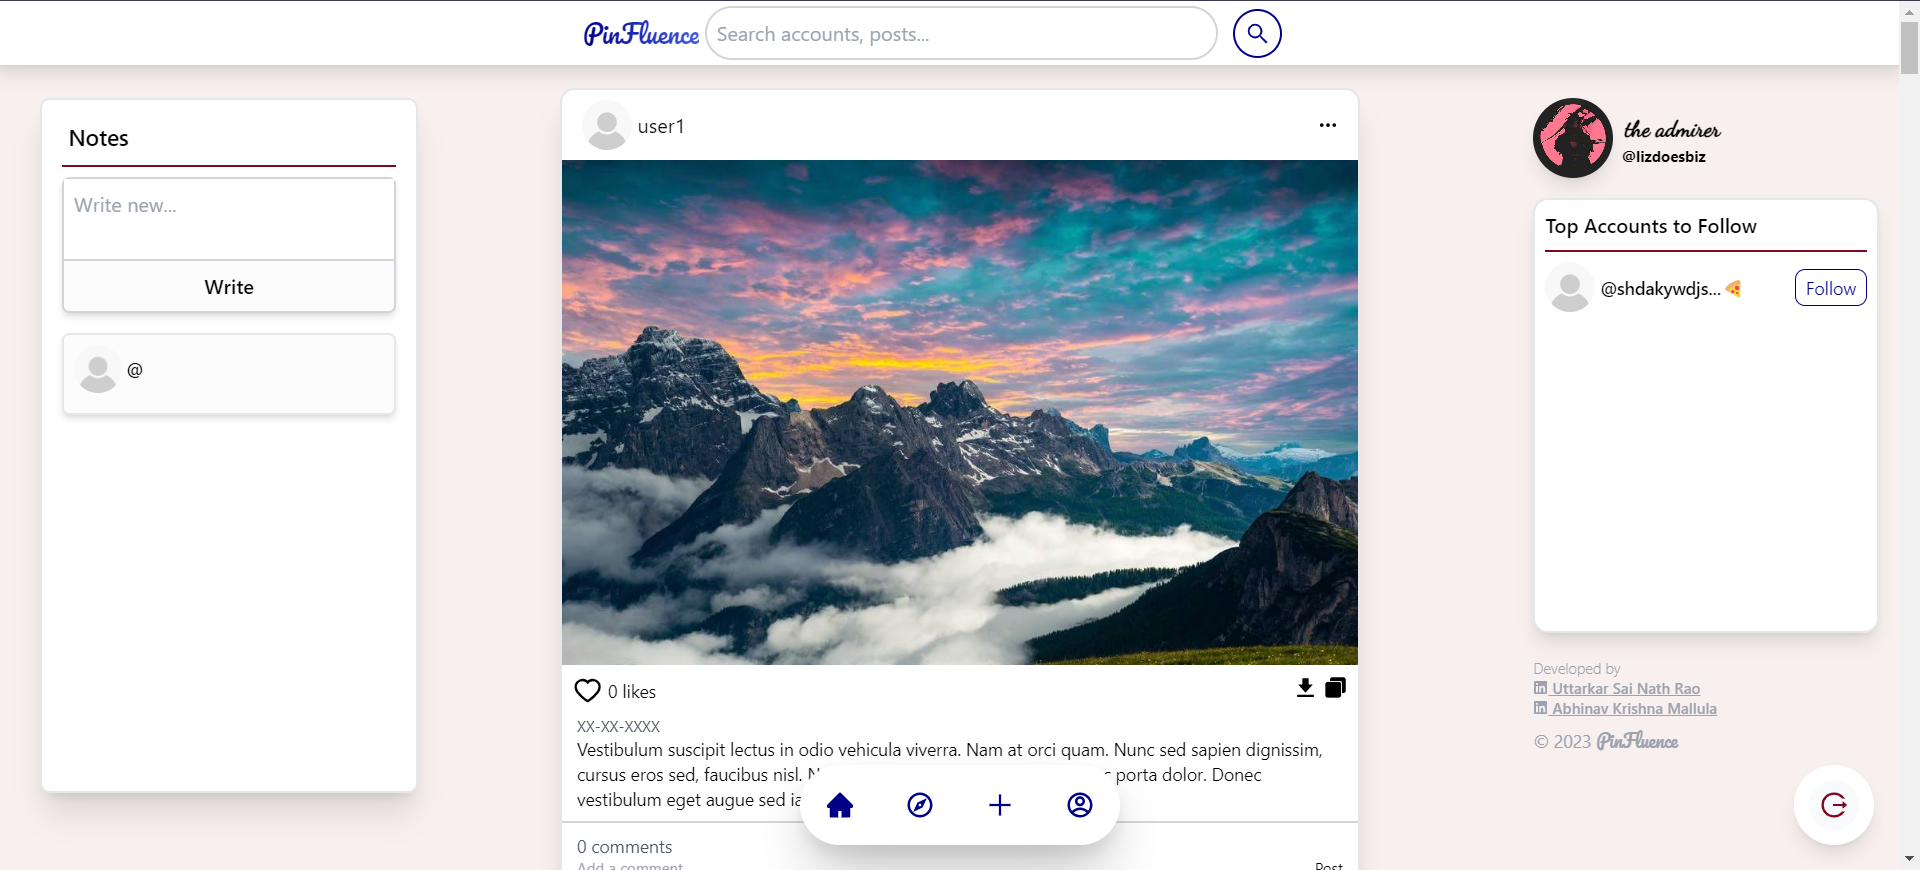 PinFluence
Search accounts, posts...
Notes
Write new...
Write
@
user1
0 likes
XX-XX-XXXX
Vestibulum suscipit lectus in odio vehicula viverra. Nam at orci quam. Nunc sed sapien dignissim,
cursus eros sed, faucibus nisl. porta dolor. Donec
vestibulum eget augue sed
0 comments
Add a comment
Post
the admirer
@lizdoesbiz
Top Accounts to Follow
@shdakywdjs...🍕
Follow
Developed by
Uttarkar Sai Nath Rao
Abhinav Krishna Mallula
© 2023 PinFluence